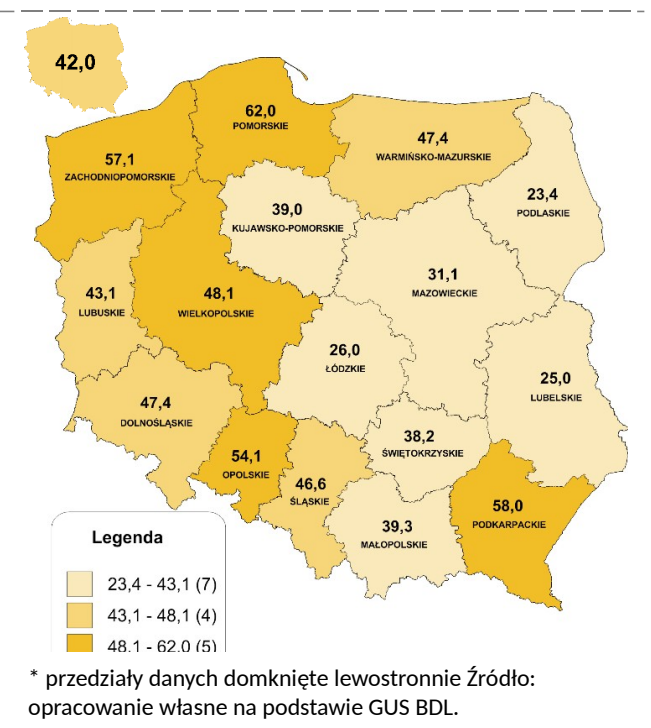 42,0
62,0
POMORSKIE
47,4
WARMIŃSKO-MAZURSKIE
57,1
ZACHODNIOPOMORSKIE
23,4
PODLASKIE
39,0
KUJAWSKO-POMORSKIE
31,1
MAZOWIECKIE
43,1
LUBUSKIE
48,1
WIELKOPOLSKIE
26,0
ŁÓDZKIE
25,0
LUBELSKIE
47,4
DOLNOŚLĄSKIE
38,2
ŚWIĘTOKRZYSKIE
54,1
OPOLSKIE
46,6
ŚLĄSKIE
58,0
PODKARPACKIE
39,3
MAŁOPOLSKIE
Legenda
23,4 - 43,1 (7)
43,1 - 48,1 (4)
48,1 - 62,0 (5)
* przedziały danych domknięte lewostronnie Źródło:
opracowanie własne na podstawie GUS BDL.